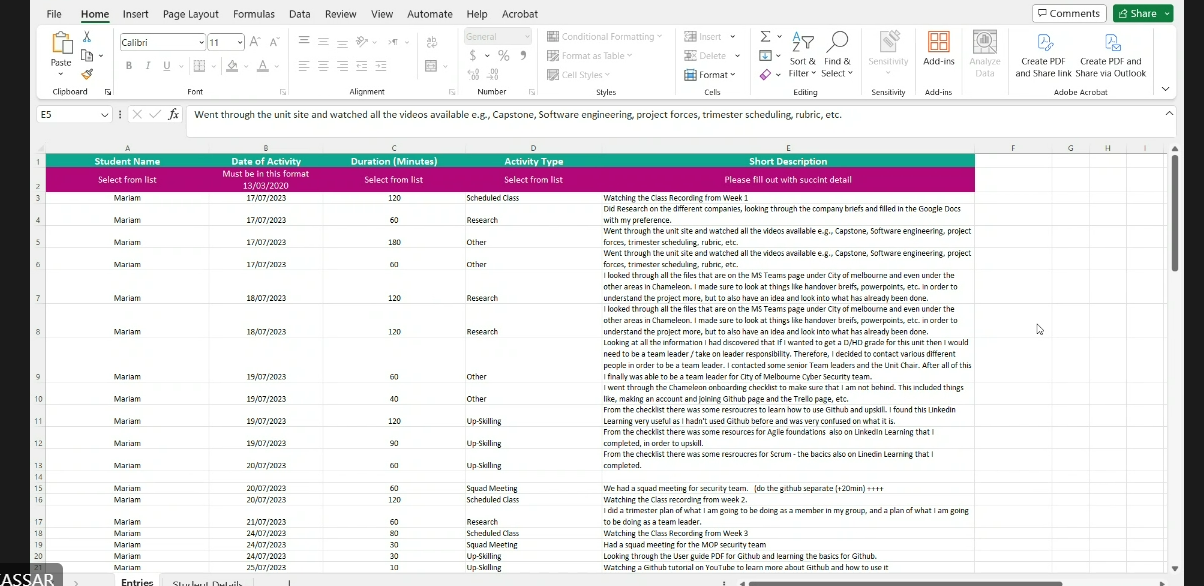 File Home Insert Page Layout Formulas Data Review View Automate Help Acrobat Comments Share
Calibri 11 General Conditional Formatting Insert
Paste B I U $ % 9 Format as Table Delete Sort & Filter Find & Select Sensitivity Add-ins Analyze Data Create PDF and Share link Create PDF and Share via Outlook
Cell Styles Format
Clipboard Font Alignment Number Styles Cells Editing Sensitivity Add-ins Adobe Acrobat
E5 fx Went through the unit site and watched all the videos available e.g., Capstone, Software engineering, project forces, trimester scheduling, rubric, etc.
A B C D E F G H I
1 Student Name Date of Activity Duration (Minutes) Activity Type Short Description
2 Select from list Must be in this format 13/03/2020 Select from list Select from list Please fill out with succint detail
3 Mariam 17/07/2023 120 Scheduled Class Watching the Class Recording from Week 1
Did Research on the different companies, looking through the company briefs and filled in the Google Docs
4 Mariam 17/07/2023 60 Research with my preference.
Went through the unit site and watched all the videos available e.g., Capstone, Software engineering, project
5 Mariam 17/07/2023 180 Other forces, trimester scheduling, rubric, etc.
Went through the unit site and watched all the videos available e.g., Capstone, Software engineering, project
6 Mariam 17/07/2023 60 Other forces, trimester scheduling, rubric, etc.
I looked through all the files that are on the MS Teams page under City of melbourne and even under the
other areas in Chameleon. I made sure to look at things like handover breifs, powerpoints, etc. in order to
7 Mariam 18/07/2023 120 Research understand the project more, but to also have an idea and look into what has already been done.
I looked through all the files that are on the MS Teams page under City of melbourne and even under the
other areas in Chameleon. I made sure to look at things like handover breifs, powerpoints, etc. in order to
8 Mariam 18/07/2023 120 Research understand the project more, but to also have an idea and look into what has already been done.
Looking at all the information I had discovered that if I wanted to get a D/HD grade for this unit then I would
need to be a team leader / take on leader responsibility. Therefore, I decided to contact various different
people in order to be a team leader. I contacted some senior Team leaders and the Unit Chair. After all of this
9 Mariam 19/07/2023 60 Other I finally was able to be a team leader for City of Melbourne Cyber Security team.
I went through the Chameleon onboarding checklist to make sure that I am not behind. This included things
10 Mariam 19/07/2023 40 Other like, making an account and joining Github page and the Trello page, etc.
From the checklist there was some resroucres to learn how to use Github and upskill. I found this Linkedin
11 Mariam 19/07/2023 120 Up-Skilling Learning very useful as I hadn't used Github before and was very confused on what it is.
From the checklist there was some resources for Agile foundations also on Linkedin Learning that I
12 Mariam 19/07/2023 90 Up-Skilling completed, in order to upskill.
From the checklist there was some resroucres for Scrum - the bacics also on Linedin Learning that I
13 Mariam 20/07/2023 60 Up-Skilling completed.
14
15 Mariam 20/07/2023 60 Squad Meeting We had a squad meeting for security team. (do the github separate (+20min) ++++
16 Mariam 20/07/2023 120 Scheduled Class Watching the Class recording from week 2.
I did a trimester plan of what I am going to be doing as a member in my group, and a plan of what I am going
17 Mariam 21/07/2023 60 Research to be doing as a team leader.
18 Mariam 24/07/2023 80 Scheduled Class Watching the Class Recording from Week 3
19 Mariam 24/07/2023 30 Squad Meeting Had a squad meeting for the MOP security team
20 Mariam 24/07/2023 30 Up-Skilling Looking through the User guide PDF for Github and learning the basics for Github.
21 Mariam 25/07/2023 10 Up-Skilling Watching a Github tutorial on YouTube to learn more about Github and how to use it
ASSAR Entries Student Details